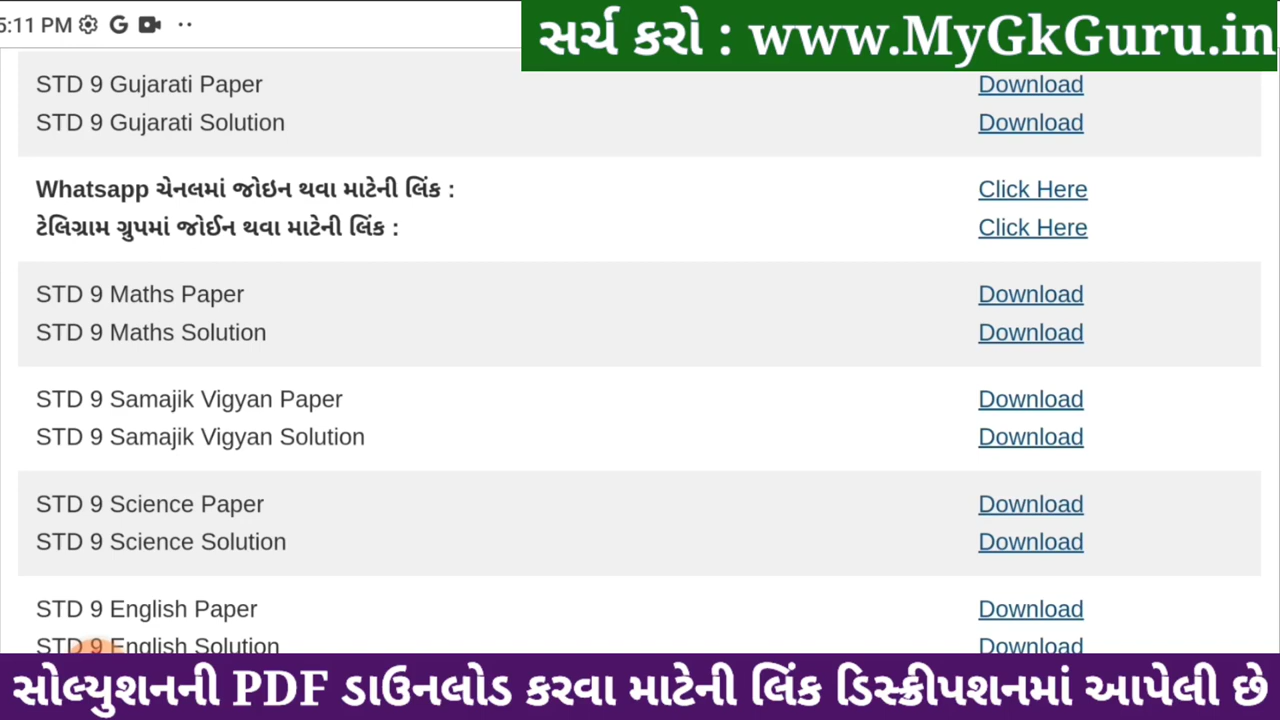 5:11 PM
સર્ચ કરો : www.MyGkGuru.in
STD 9 Gujarati Paper Download
STD 9 Gujarati Solution Download
Whatsapp ચેનલમાં જોઇન થવા માટેની લિંક : Click Here
ટેલિગ્રામ ગ્રુપમાં જોઈન થવા માટેની લિંક : Click Here
STD 9 Maths Paper Download
STD 9 Maths Solution Download
STD 9 Samajik Vigyan Paper Download
STD 9 Samajik Vigyan Solution Download
STD 9 Science Paper Download
STD 9 Science Solution Download
STD 9 English Paper Download
STD 9 English Solution Download
સોલ્યુશનની PDF ડાઉનલોડ કરવા માટેની લિંક ડિસ્ક્રીપશનમાં આપેલી છે